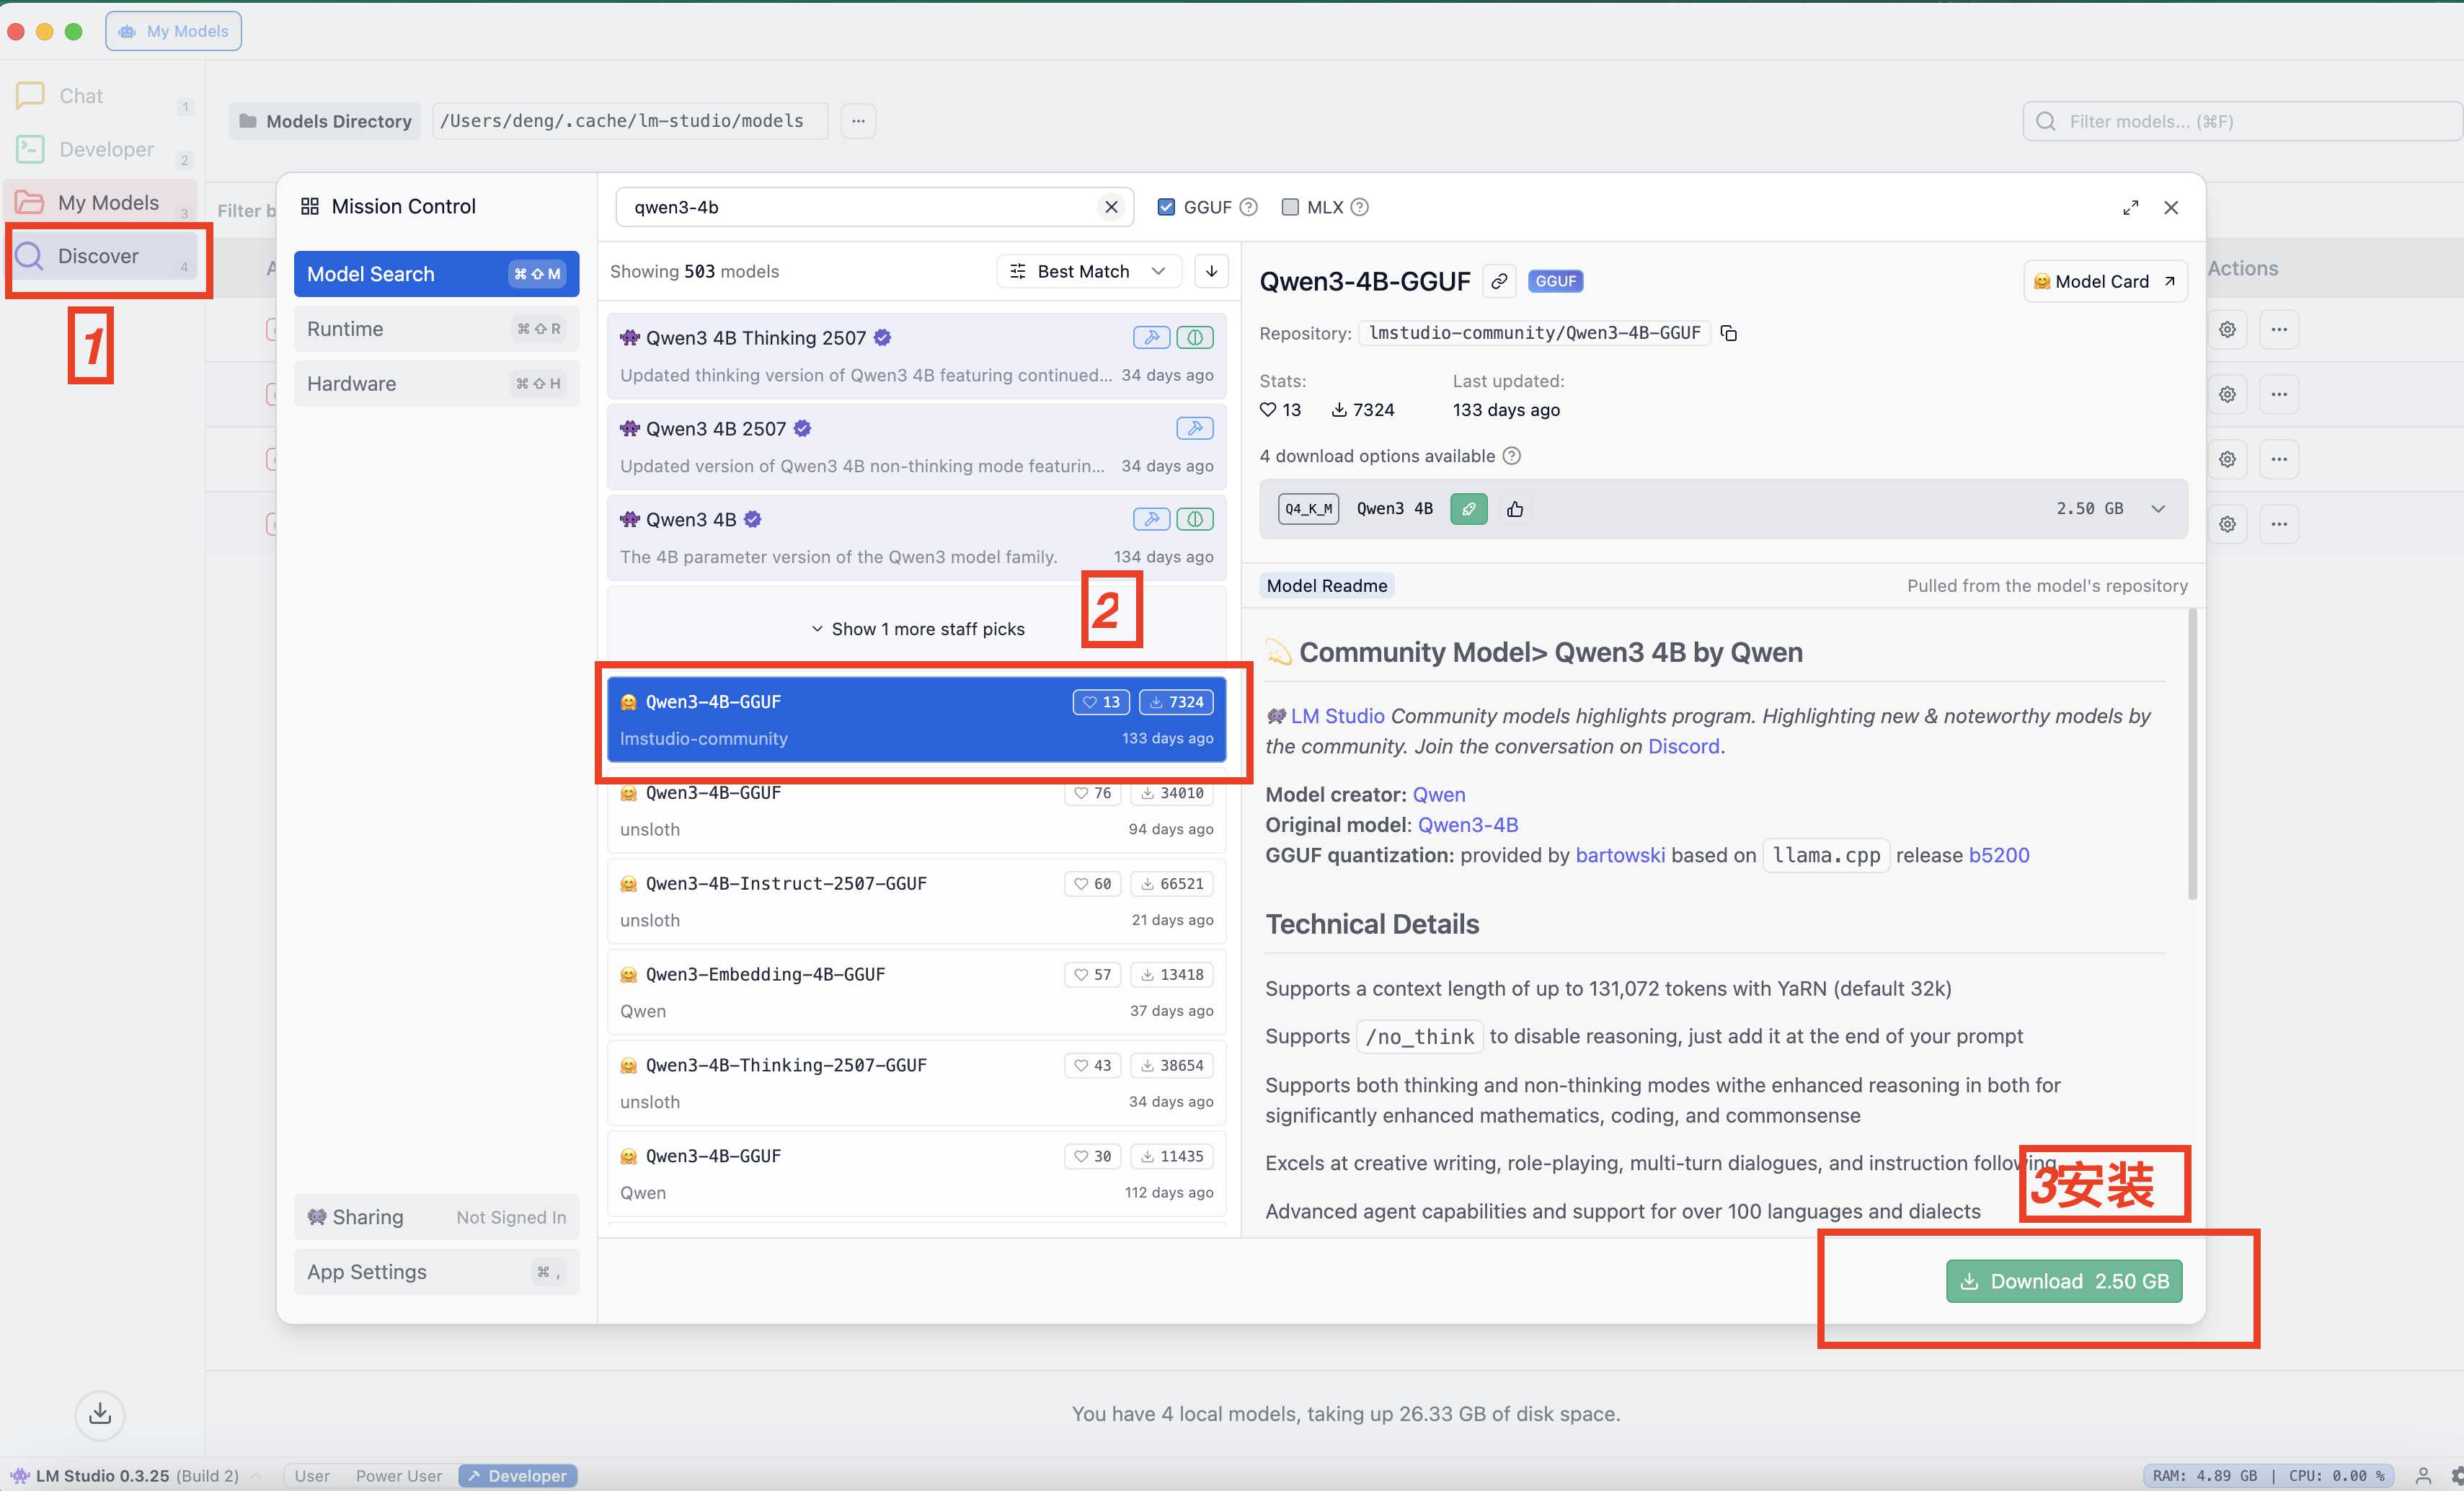 My Models
Chat 1
Developer 2
My Models 3
Discover 4
1
Models Directory /Users/deng/.cache/lm-studio/models ...
Filter models... (⌘F)
Filter b
Actions
Mission Control
Model Search ⌘ ⇧ M
Runtime ⌘ ⇧ R
Hardware ⌘ ⇧ H
Sharing Not Signed In
App Settings ⌘ ,
qwen3-4b
GGUF ? MLX ?
Showing 503 models
Best Match
Qwen3 4B Thinking 2507
Updated thinking version of Qwen3 4B featuring continued... 34 days ago
Qwen3 4B 2507
Updated version of Qwen3 4B non-thinking mode featurin... 34 days ago
Qwen3 4B
The 4B parameter version of the Qwen3 model family. 134 days ago
2
Show 1 more staff picks
Qwen3-4B-GGUF 13 7324
lmstudio-community 133 days ago
Qwen3-4B-GGUF 76 34010
unsloth 94 days ago
Qwen3-4B-Instruct-2507-GGUF 60 66521
unsloth 21 days ago
Qwen3-Embedding-4B-GGUF 57 13418
Qwen 37 days ago
Qwen3-4B-Thinking-2507-GGUF 43 38654
unsloth 34 days ago
Qwen3-4B-GGUF 30 11435
Qwen 112 days ago
Qwen3-4B-GGUF GGUF
Model Card
Repository: lmstudio-community/Qwen3-4B-GGUF
Stats: Last updated:
13 7324 133 days ago
4 download options available ?
Q4_K_M Qwen3 4B 2.50 GB
Model Readme Pulled from the model's repository
💫 Community Model> Qwen3 4B by Qwen
👾 LM Studio Community models highlights program. Highlighting new & noteworthy models by
the community. Join the conversation on Discord.
Model creator: Qwen
Original model: Qwen3-4B
GGUF quantization: provided by bartowski based on llama.cpp release b5200
Technical Details
Supports a context length of up to 131,072 tokens with YaRN (default 32k)
Supports /no_think to disable reasoning, just add it at the end of your prompt
Supports both thinking and non-thinking modes withe enhanced reasoning in both for
significantly enhanced mathematics, coding, and commonsense
Excels at creative writing, role-playing, multi-turn dialogues, and instruction following
3安装
Advanced agent capabilities and support for over 100 languages and dialects
Download 2.50 GB
You have 4 local models, taking up 26.33 GB of disk space.
LM Studio 0.3.25 (Build 2) User Power User Developer
RAM: 4.89 GB | CPU: 0.00 %